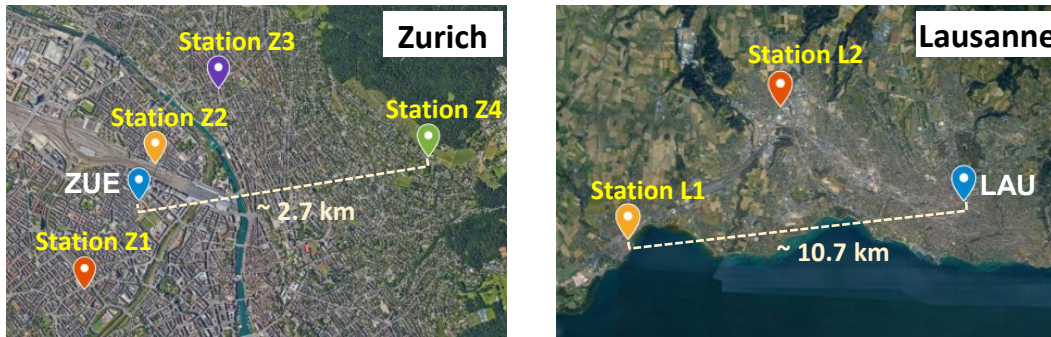 Zurich
Station Z3
Station Z4
Station Z2
ZUE
~ 2.7 km
Station Z1
Lausanne
Station L2
Station L1
LAU
~ 10.7 km